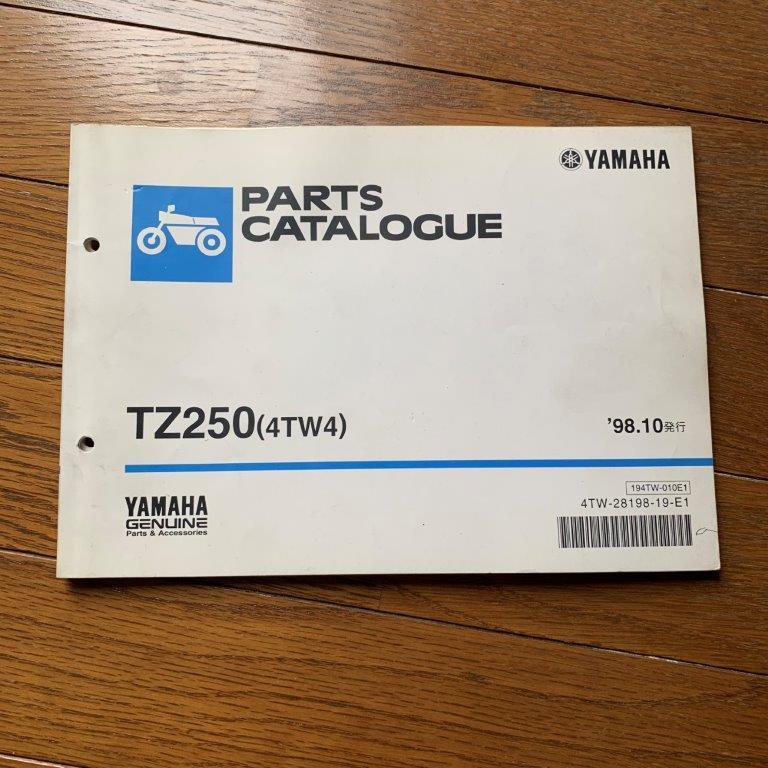 YAMAHA
PARTS
CATALOGUE
TZ250(4TW4)
'98.10発行
194TW-010E1
4TW-28198-19-E1
YAMAHA
GENUINE
Parts & Accessories